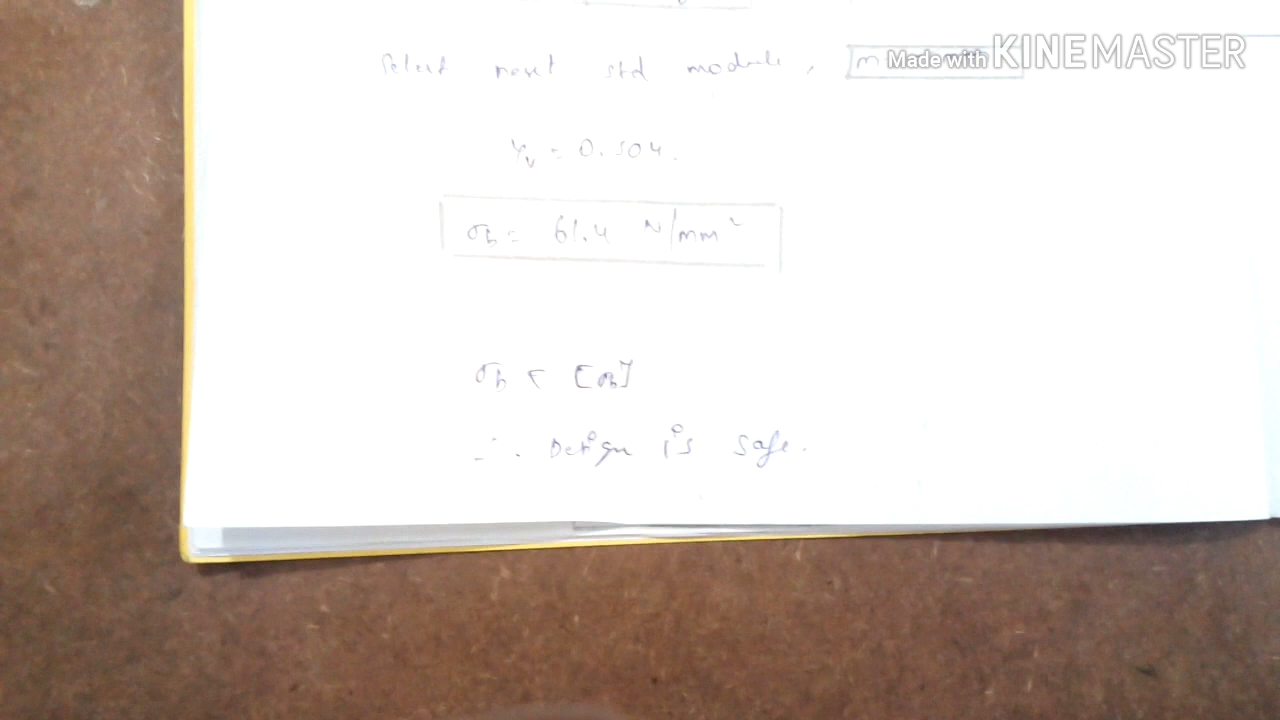 Select next std module, m
Made with KINEMASTER
yv = 0.504.
σb = 61.4 N/mm²
σb < [σb]
∴ Design is safe.